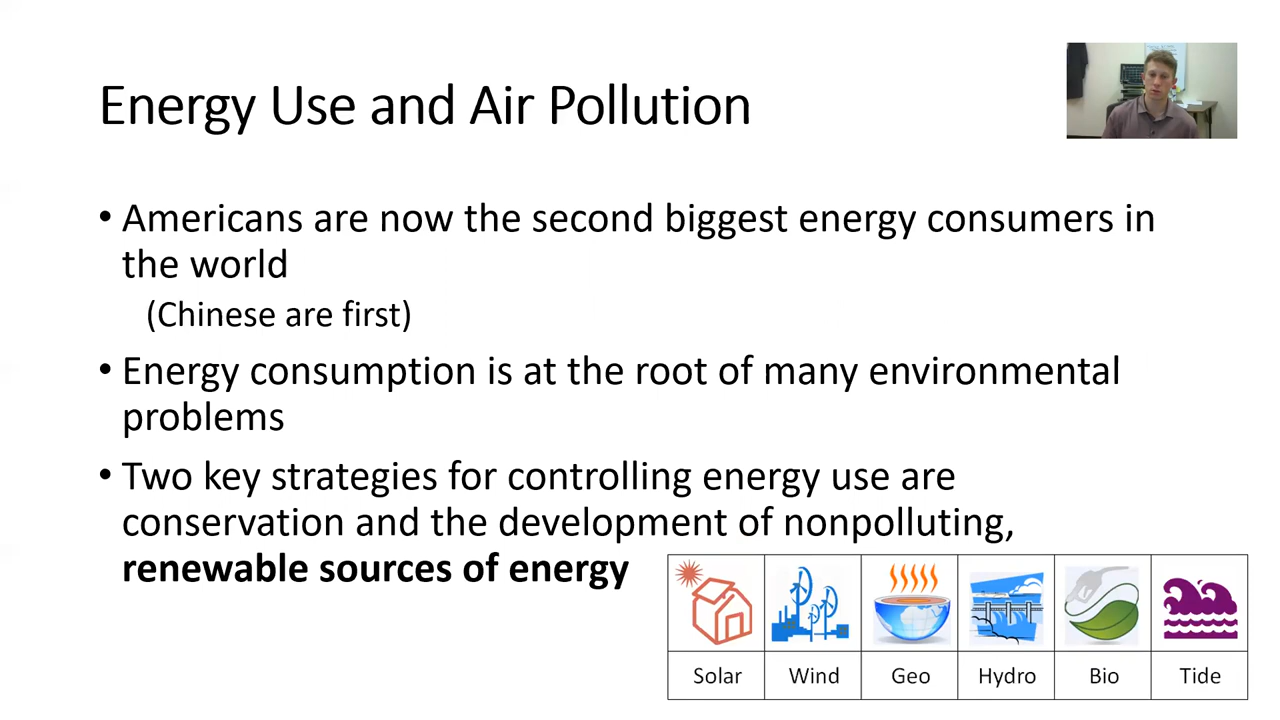 Energy Use and Air Pollution
• Americans are now the second biggest energy consumers in
the world
(Chinese are first)
• Energy consumption is at the root of many environmental
problems
• Two key strategies for controlling energy use are
conservation and the development of nonpolluting,
renewable sources of energy
Solar Wind Geo Hydro Bio Tide